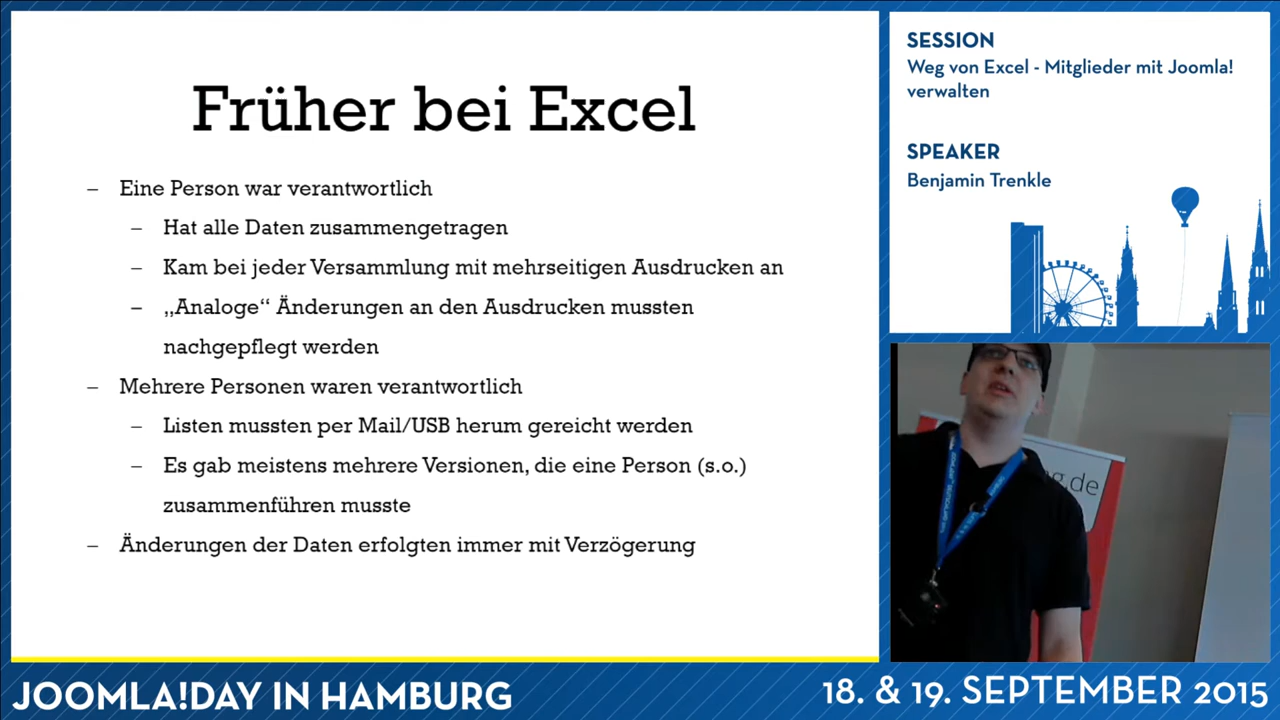 Früher bei Excel
– Eine Person war verantwortlich
– Hat alle Daten zusammengetragen
– Kam bei jeder Versammlung mit mehrseitigen Ausdrucken an
– „Analoge“ Änderungen an den Ausdrucken mussten
nachgepflegt werden
– Mehrere Personen waren verantwortlich
– Listen mussten per Mail/USB herum gereicht werden
– Es gab meistens mehrere Versionen, die eine Person (s.o.)
zusammenführen musste
– Änderungen der Daten erfolgten immer mit Verzögerung
SESSION
Weg von Excel - Mitglieder mit Joomla!
verwalten
SPEAKER
Benjamin Trenkle
ng.de
JOOMLA!DAY IN HAMBURG
18. & 19. SEPTEMBER 2015